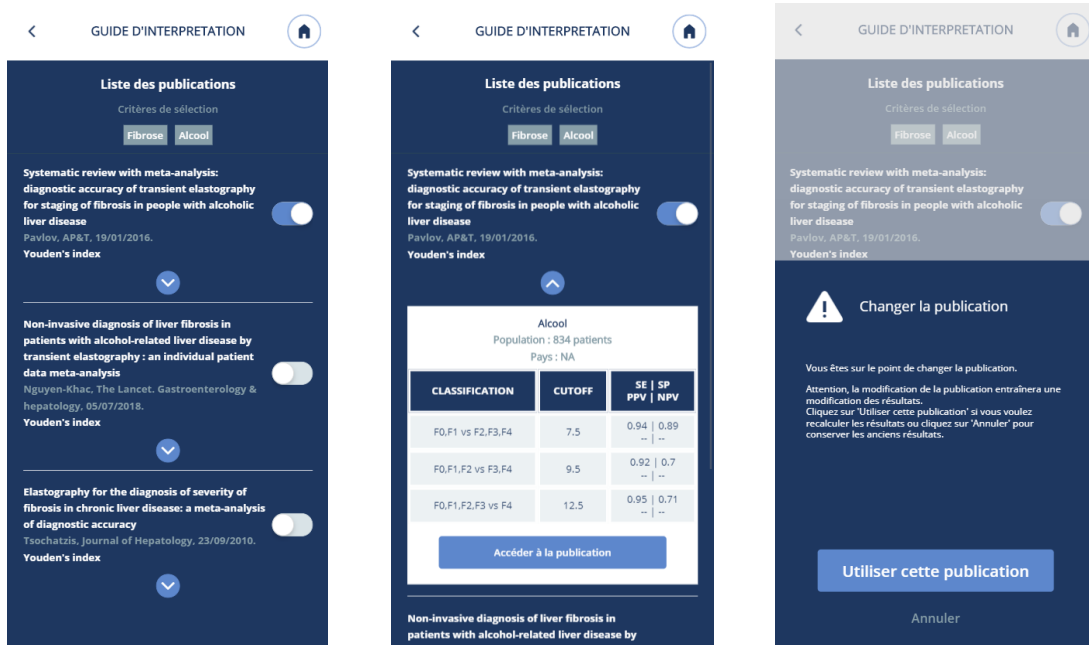 GUIDE D'INTERPRETATION
Liste des publications
Critères de sélection
Fibrose Alcool
Systematic review with meta-analysis:
diagnostic accuracy of transient elastography
for staging of fibrosis in people with alcoholic
liver disease
Pavlov, AP&T, 19/01/2016.
Youden's index
Non-invasive diagnosis of liver fibrosis in
patients with alcohol-related liver disease by
transient elastography : an individual patient
data meta-analysis
Nguyen-Khac, The Lancet. Gastroenterology &
hepatology, 05/07/2018.
Youden's index
Elastography for the diagnosis of severity of
fibrosis in chronic liver disease: a meta-analysis
of diagnostic accuracy
Tsochatzis, Journal of Hepatology, 23/09/2010.
Youden's index
GUIDE D'INTERPRETATION
Liste des publications
Critères de sélection
Fibrose Alcool
Systematic review with meta-analysis:
diagnostic accuracy of transient elastography
for staging of fibrosis in people with alcoholic
liver disease
Pavlov, AP&T, 19/01/2016.
Youden's index
Alcool
Population : 834 patients
Pays : NA
CLASSIFICATION CUTOFF SE | SP
PPV | NPV
F0,F1 vs F2,F3,F4 7.5 0.94 | 0.89
-- | --
F0,F1,F2 vs F3,F4 9.5 0.92 | 0.7
-- | --
F0,F1,F2,F3 vs F4 12.5 0.95 | 0.71
-- | --
Accéder à la publication
Non-invasive diagnosis of liver fibrosis in
patients with alcohol-related liver disease by
GUIDE D'INTERPRETATION
Liste des publications
Critères de sélection
Fibrose Alcool
Systematic review with meta-analysis:
diagnostic accuracy of transient elastography
for staging of fibrosis in people with alcoholic
liver disease
Pavlov, AP&T, 19/01/2016.
Youden's index
Changer la publication
Vous êtes sur le point de changer la publication.
Attention, la modification de la publication entraînera une
modification des résultats.
Cliquez sur 'Utiliser cette publication' si vous voulez
recalculer les résultats ou cliquez sur 'Annuler' pour
conserver les anciens résultats.
Utiliser cette publication
Annuler